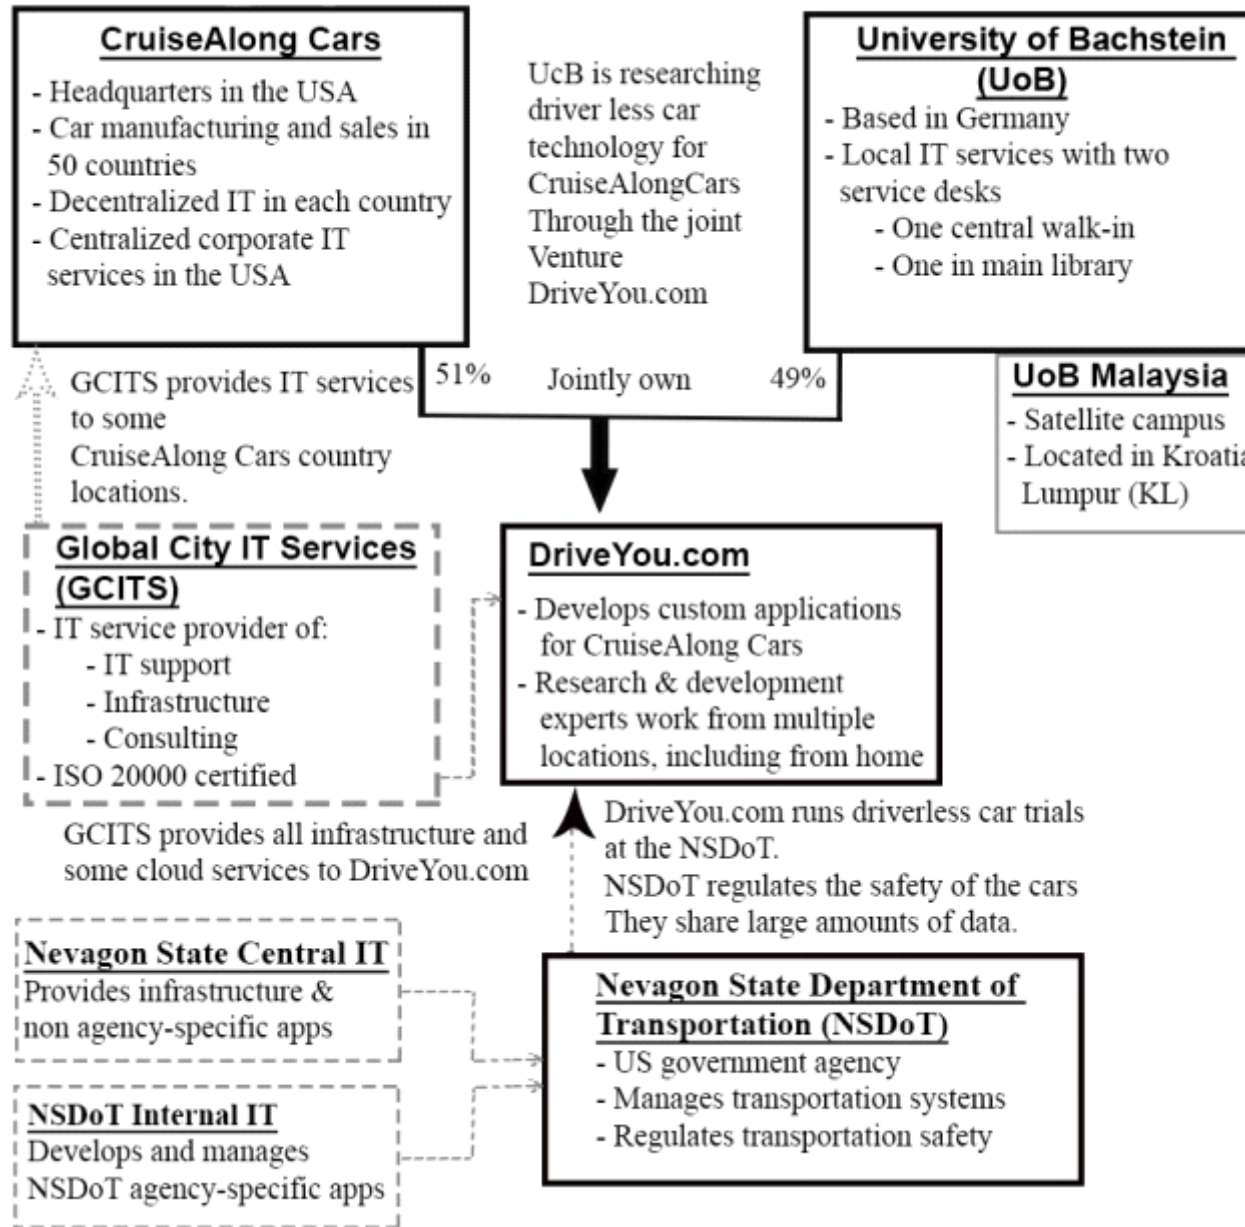 CruiseAlong Cars
- Headquarters in the USA
- Car manufacturing and sales in
50 countries
- Decentralized IT in each country
- Centralized corporate IT
services in the USA
UcB is researching
driver less car
technology for
CruiseAlongCars
Through the joint
Venture
DriveYou.com
University of Bachstein
(UoB)
- Based in Germany
- Local IT services with two
service desks
- One central walk-in
- One in main library
51%
Jointly own
49%
UoB Malaysia
- Satellite campus
- Located in Kroatia
Lumpur (KL)
GCITS provides IT services
to some
CruiseAlong Cars country
locations.
Global City IT Services
(GCITS)
- IT service provider of:
- IT support
- Infrastructure
- Consulting
- ISO 20000 certified
DriveYou.com
- Develops custom applications
for CruiseAlong Cars
- Research & development
experts work from multiple
locations, including from home
GCITS provides all infrastructure and
some cloud services to DriveYou.com
DriveYou.com runs driverless car trials
at the NSDoT.
NSDoT regulates the safety of the cars
They share large amounts of data.
Nevagon State Central IT
Provides infrastructure &
non agency-specific apps
NSDoT Internal IT
Develops and manages
NSDoT agency-specific apps
Nevagon State Department of
Transportation (NSDoT)
- US government agency
- Manages transportation systems
- Regulates transportation safety